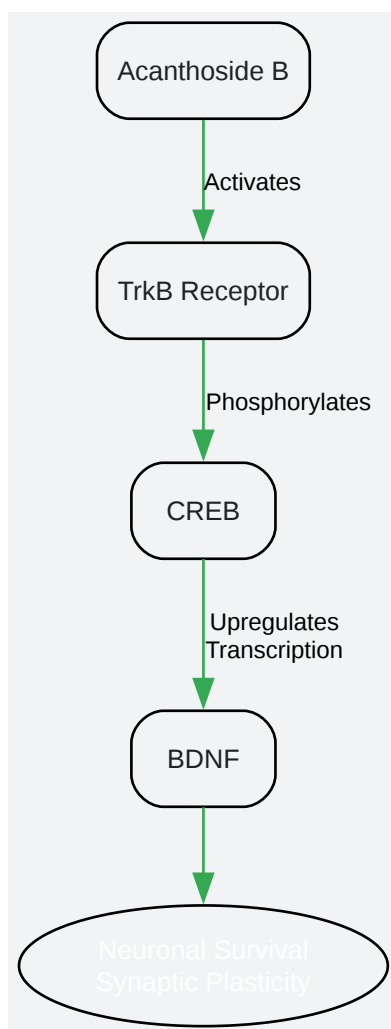 Acanthoside B
Activates
TrkB Receptor
Phosphorylates
CREB
Upregulates
Transcription
BDNF
Neuronal Survival
Synaptic Plasticity